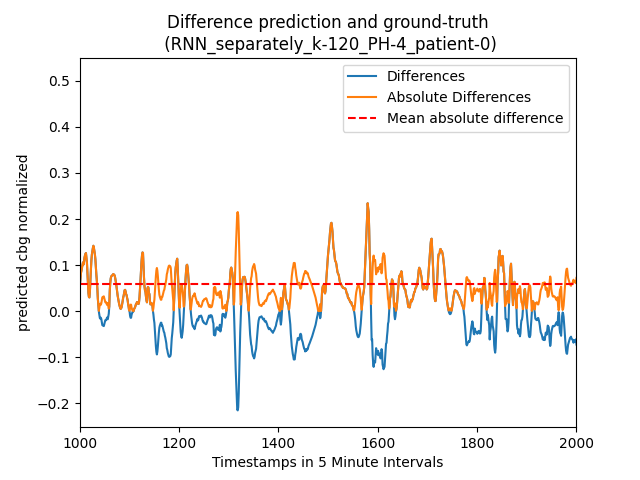 Difference prediction and ground-truth
(RNN_separately_k-120_PH-4_patient-0)
Differences
Absolute Differences
Mean absolute difference
predicted cbg normalized
0.5
0.4
0.3
0.2
0.1
0.0
−0.1
−0.2
1000
1200
1400
1600
1800
2000
Timestamps in 5 Minute Intervals